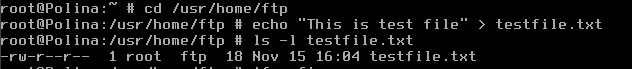 root@Polina:~ # cd /usr/home/ftp
root@Polina:/usr/home/ftp # echo "This is test file" > testfile.txt
root@Polina:/usr/home/ftp # ls -l testfile.txt
-rw-r--r-- 1 root ftp 18 Nov 15 16:04 testfile.txt